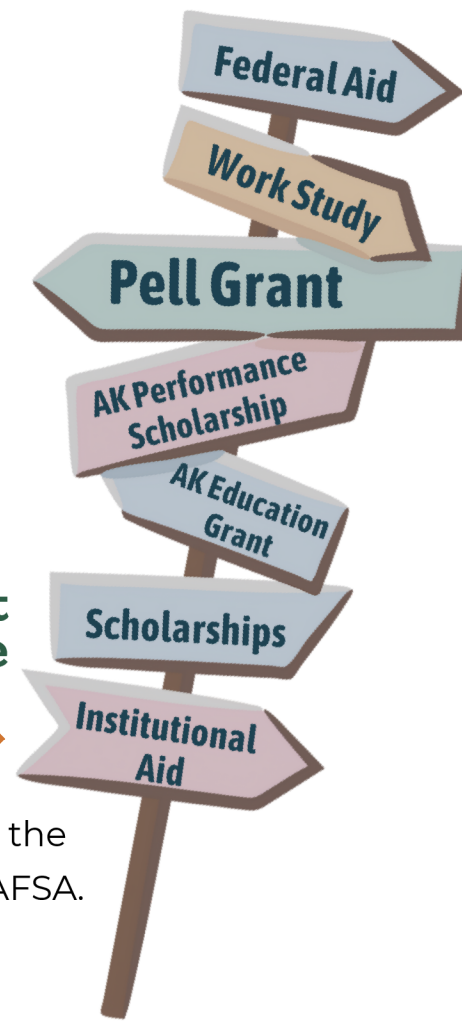 Federal Aid
Work Study
Pell Grant
AK Performance
Scholarship
AK Education
Grant
Scholarships
Institutional
Aid
the
AFSA.